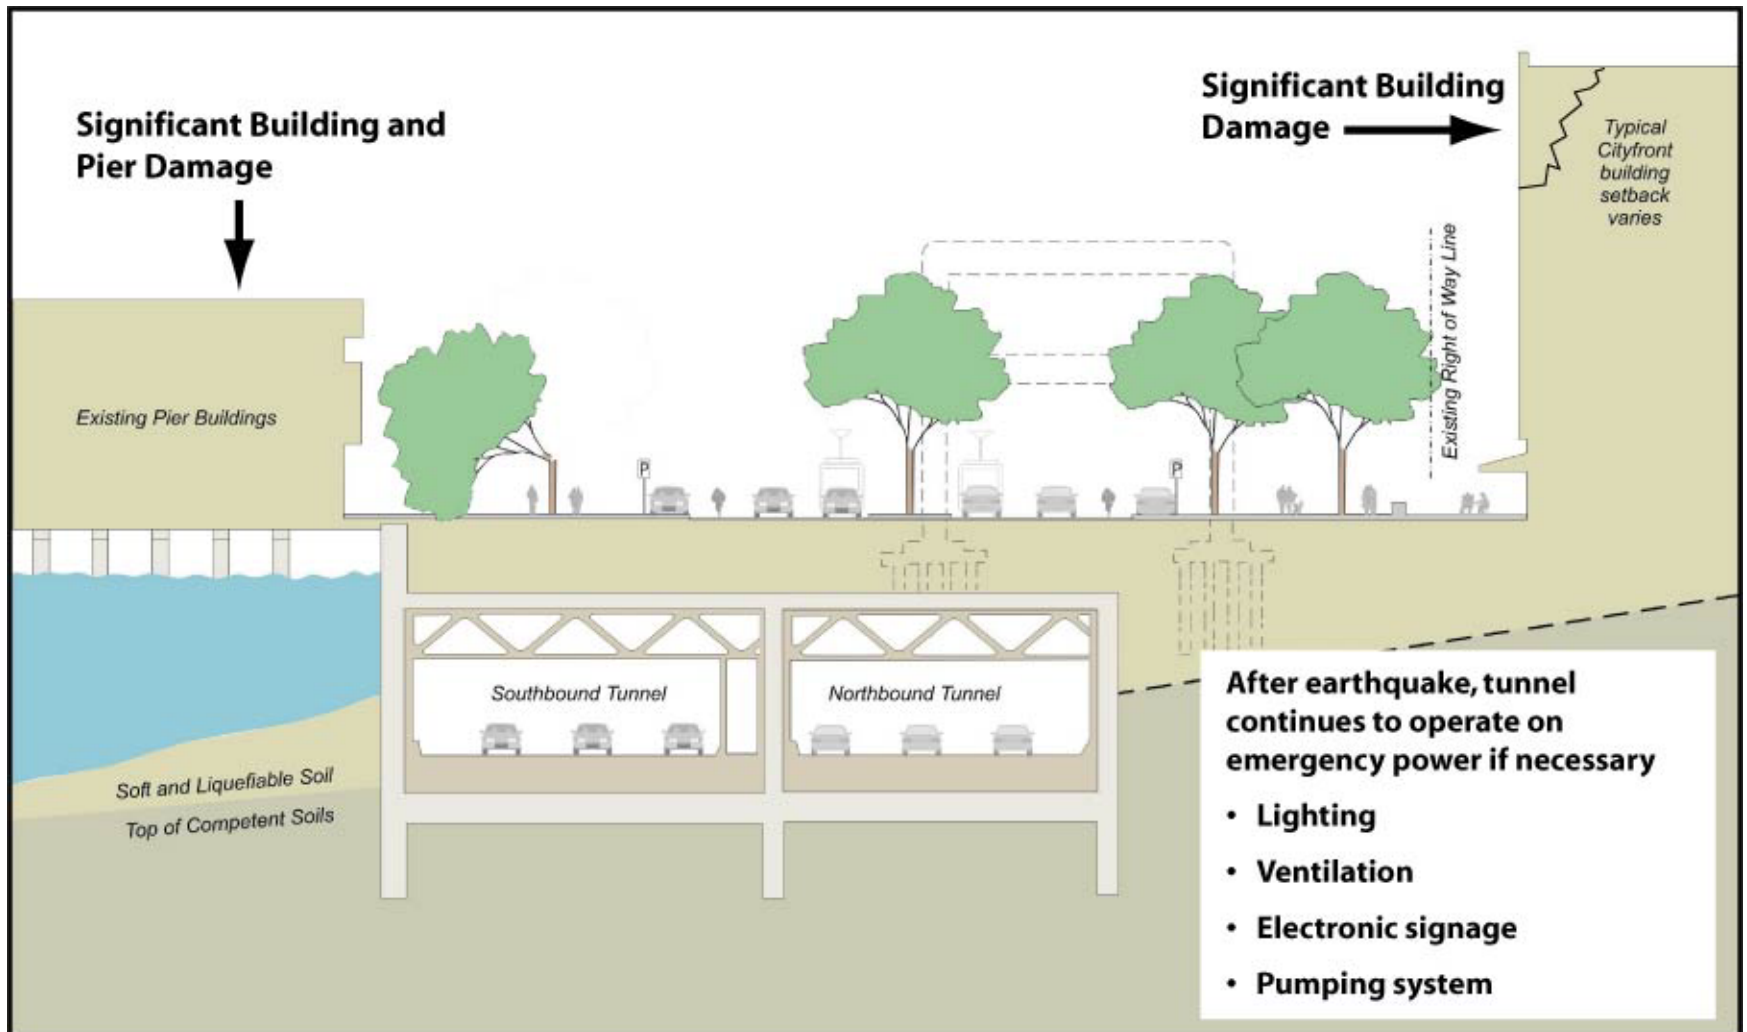 Significant Building and
Pier Damage
Significant Building
Damage
Typical
Cityfront
building
setback
varies
Existing Right of Way Line
Existing Pier Buildings
P
P
Southbound Tunnel
Northbound Tunnel
Soft and Liquefiable Soil
Top of Competent Soils
After earthquake, tunnel
continues to operate on
emergency power if necessary
• Lighting
• Ventilation
• Electronic signage
• Pumping system